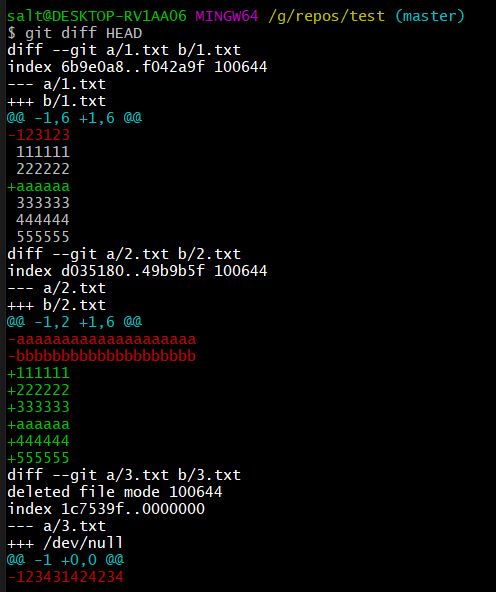 salt@DESKTOP-RV1AA06 MINGW64 /g/repos/test (master)
$ git diff HEAD
diff --git a/1.txt b/1.txt
index 6b9e0a8..f042a9f 100644
--- a/1.txt
+++ b/1.txt
@@ -1,6 +1,6 @@
-123123
 111111
 222222
+aaaaaa
 333333
 444444
 555555
diff --git a/2.txt b/2.txt
index d035180..49b9b5f 100644
--- a/2.txt
+++ b/2.txt
@@ -1,2 +1,6 @@
-aaaaaaaaaaaaaaaaaaaa
-bbbbbbbbbbbbbbbbbbbb
+111111
+222222
+333333
+aaaaaa
+444444
+555555
diff --git a/3.txt b/3.txt
deleted file mode 100644
index 1c7539f..0000000
--- a/3.txt
+++ /dev/null
@@ -1 +0,0 @@
-123431424234